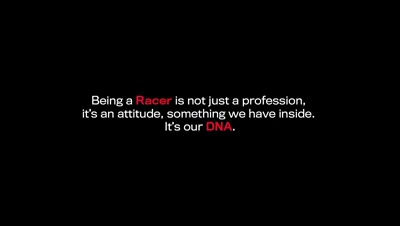 Being a Racer is not just a profession,
it's an attitude, something we have inside.
It's our DNA.